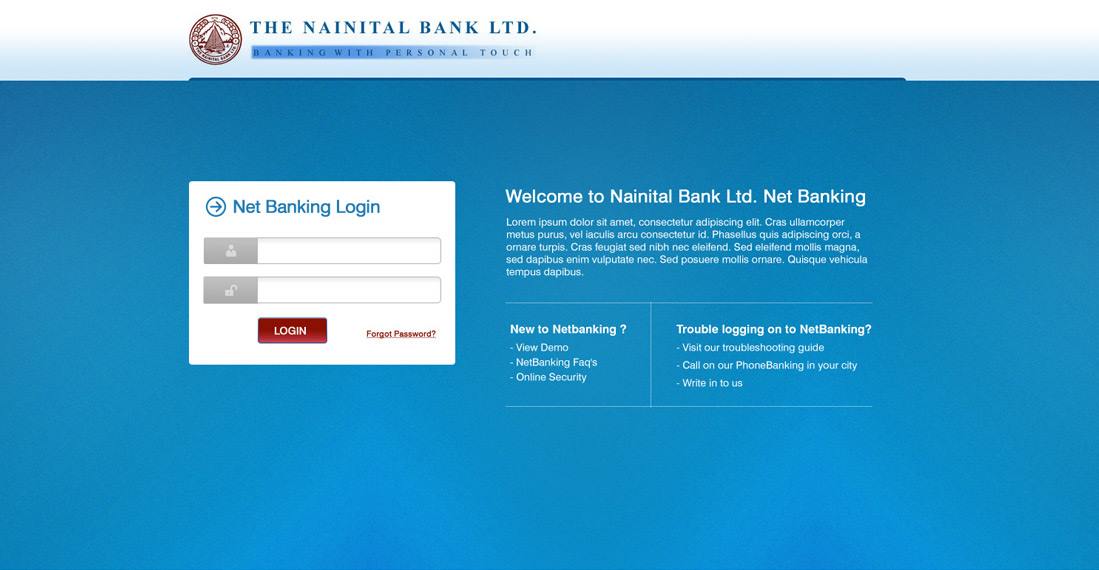 THE NAINITAL BANK LTD.
BANKING WITH PERSONAL TOUCH
Net Banking Login
LOGIN
Forgot Password?
Welcome to Nainital Bank Ltd. Net Banking
Lorem ipsum dolor sit amet, consectetur adipiscing elit. Cras ullamcorper
metus purus, vel iaculis arcu consectetur id. Phasellus quis adipiscing orci, a
ornare turpis. Cras feugiat sed nibh nec eleifend. Sed eleifend mollis magna,
sed dapibus enim vulputate nec. Sed posuere mollis ornare. Quisque vehicula
tempus dapibus.
New to Netbanking ?
- View Demo
- NetBanking Faq's
- Online Security
Trouble logging on to NetBanking?
- Visit our troubleshooting guide
- Call on our PhoneBanking in your city
- Write in to us